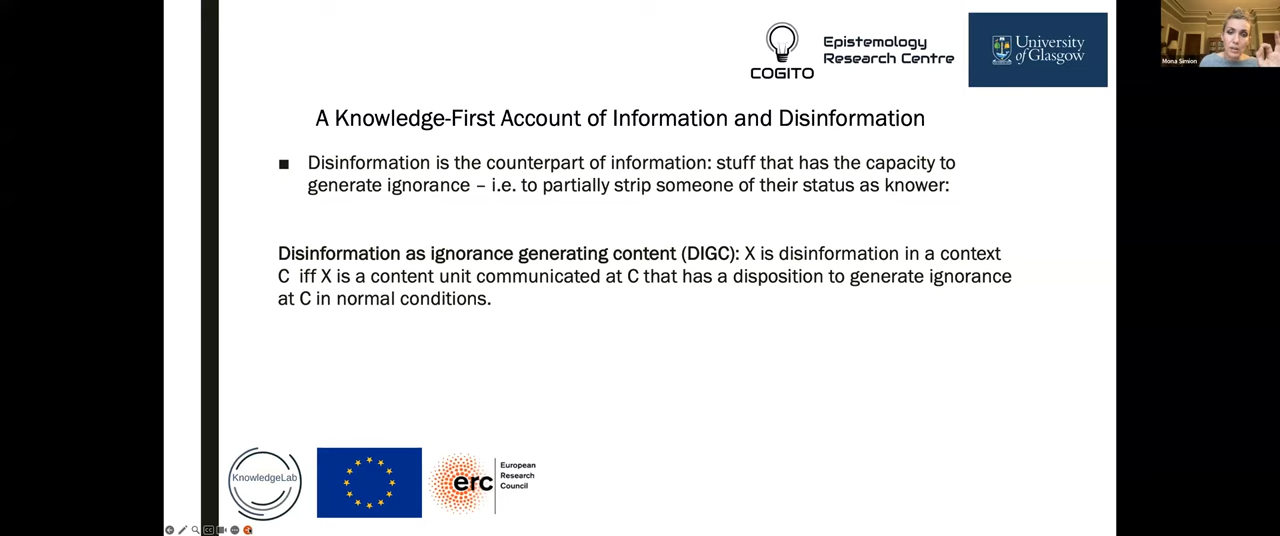 COGITO
Epistemology
Research Centre
University
of Glasgow
Mona Simion
A Knowledge-First Account of Information and Disinformation
■ Disinformation is the counterpart of information: stuff that has the capacity to
generate ignorance – i.e. to partially strip someone of their status as knower:
Disinformation as ignorance generating content (DIGC): X is disinformation in a context
C iff X is a content unit communicated at C that has a disposition to generate ignorance
at C in normal conditions.
KnowledgeLab
erc
European
Research
Council